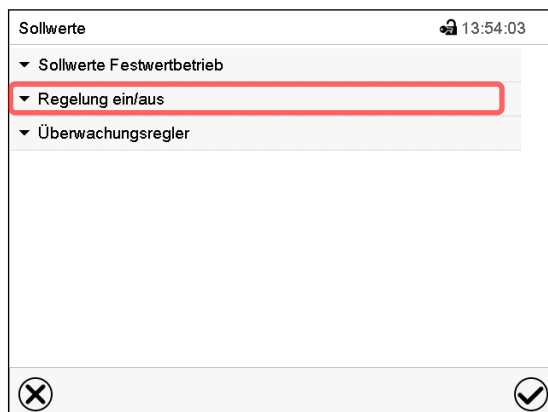 Sollwerte 13:54:03
Sollwerte Festwertbetrieb
Regelung ein/aus
Überwachungsregler